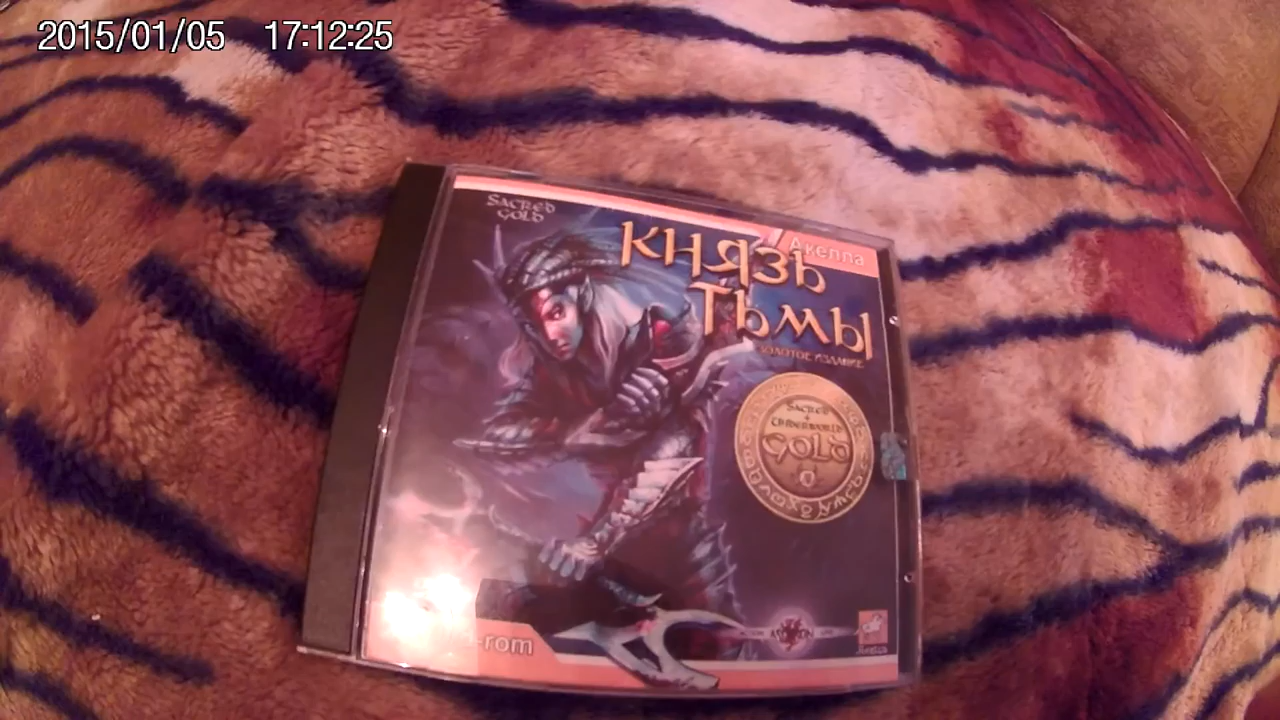 2015/01/05 17:12:25
SACRED
GOLD
Акелла
КНЯЗЬ
ТЬМЫ
ЗОЛОТОЕ ИЗДАНИЕ
SACRED
+
UNDERWORLD
GOLD
-rom